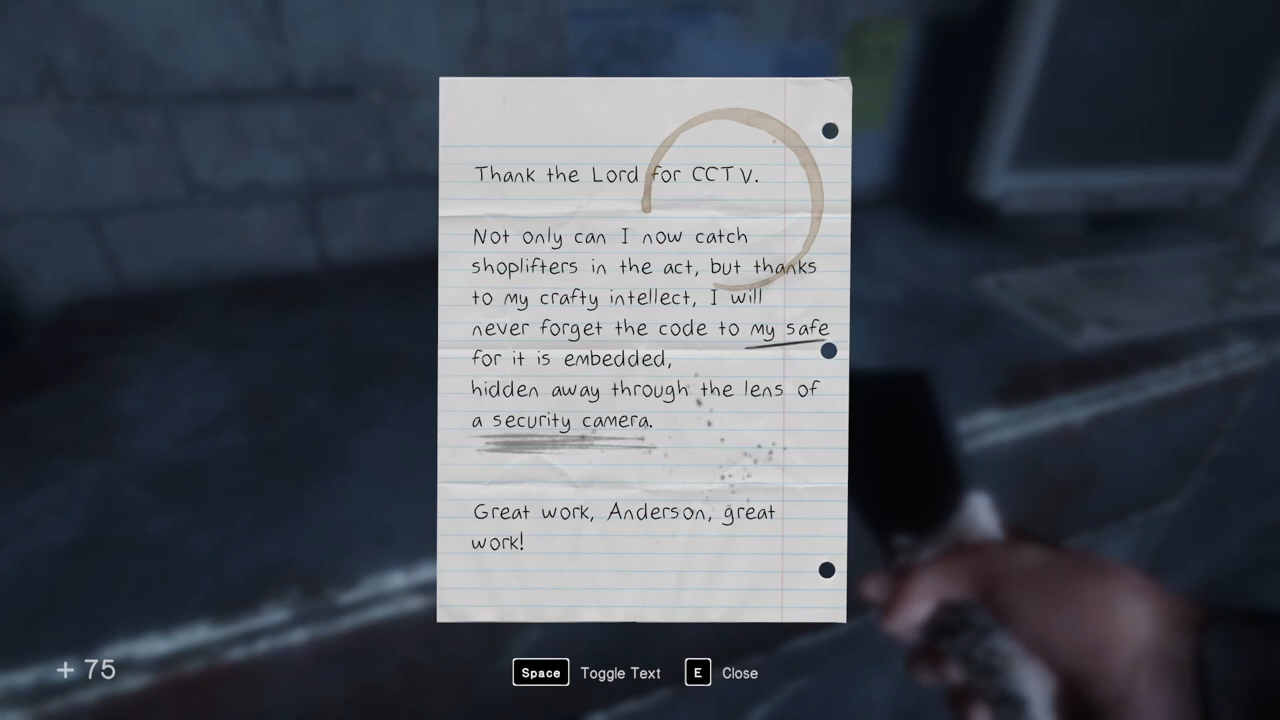 Thank the Lord for CCTV.
Not only can I now catch
shoplifters in the act, but thanks
to my crafty intellect, I will
never forget the code to my safe
for it is embedded,
hidden away through the lens of
a security camera.
Great work, Anderson, great
work!
+ 75
Space Toggle Text E Close